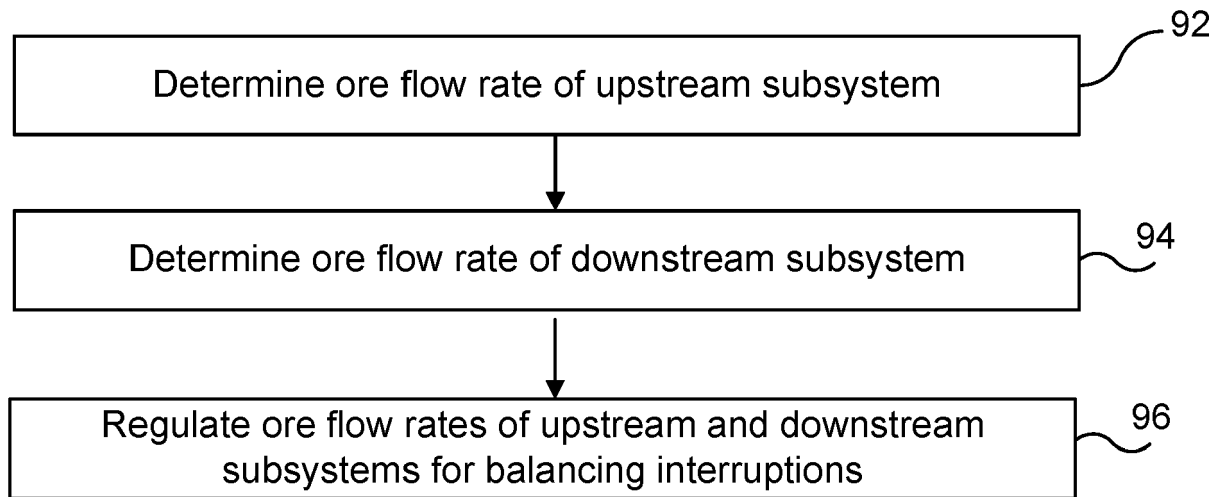 92
Determine ore flow rate of upstream subsystem
94
Determine ore flow rate of downstream subsystem
96
Regulate ore flow rates of upstream and downstream
subsystems for balancing interruptions